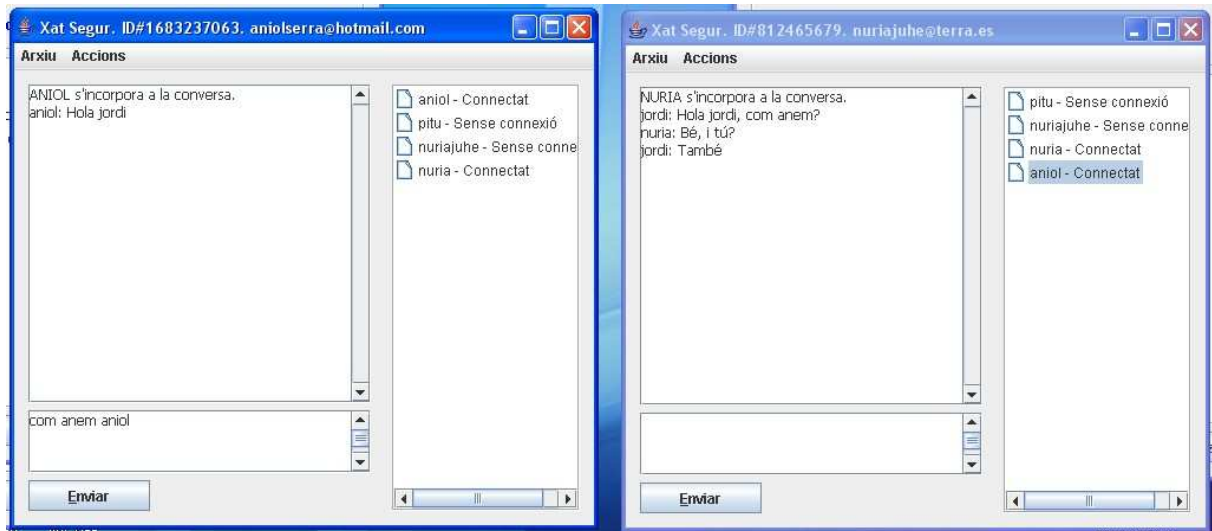 Xat Segur. ID#1683237063. aniolserra@hotmail.com
Arxiu Accions
ANIOL s'incorpora a la conversa.
aniol: Hola jordi
aniol - Connectat
pitu - Sense connexió
nuriajuhe - Sense conne
nuria - Connectat
com anem aniol
Enviar
Xat Segur. ID#812465679. nuriajuhe@terra.es
Arxiu Accions
NURIA s'incorpora a la conversa.
jordi: Hola jordi, com anem?
nuria: Bé, i tú?
jordi: També
pitu - Sense connexió
nuriajuhe - Sense conne
nuria - Connectat
aniol - Connectat
Enviar